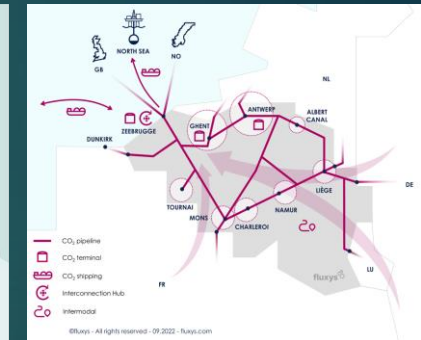 NORTH SEA
GB
NO
NL
ANTWERP
ALBERT
CANAL
GHENT
ZEEBRUGGE
DUNKIRK
LIÈGE
DE
TOURNAI
NAMUR
MONS
CHARLEROI
CO₂ pipeline
CO₂ terminal
CO₂ shipping
Interconnection Hub
Intermodal
FR
LU
fluxys
©fluxys - All rights reserved - 09.2022 - fluxys.com